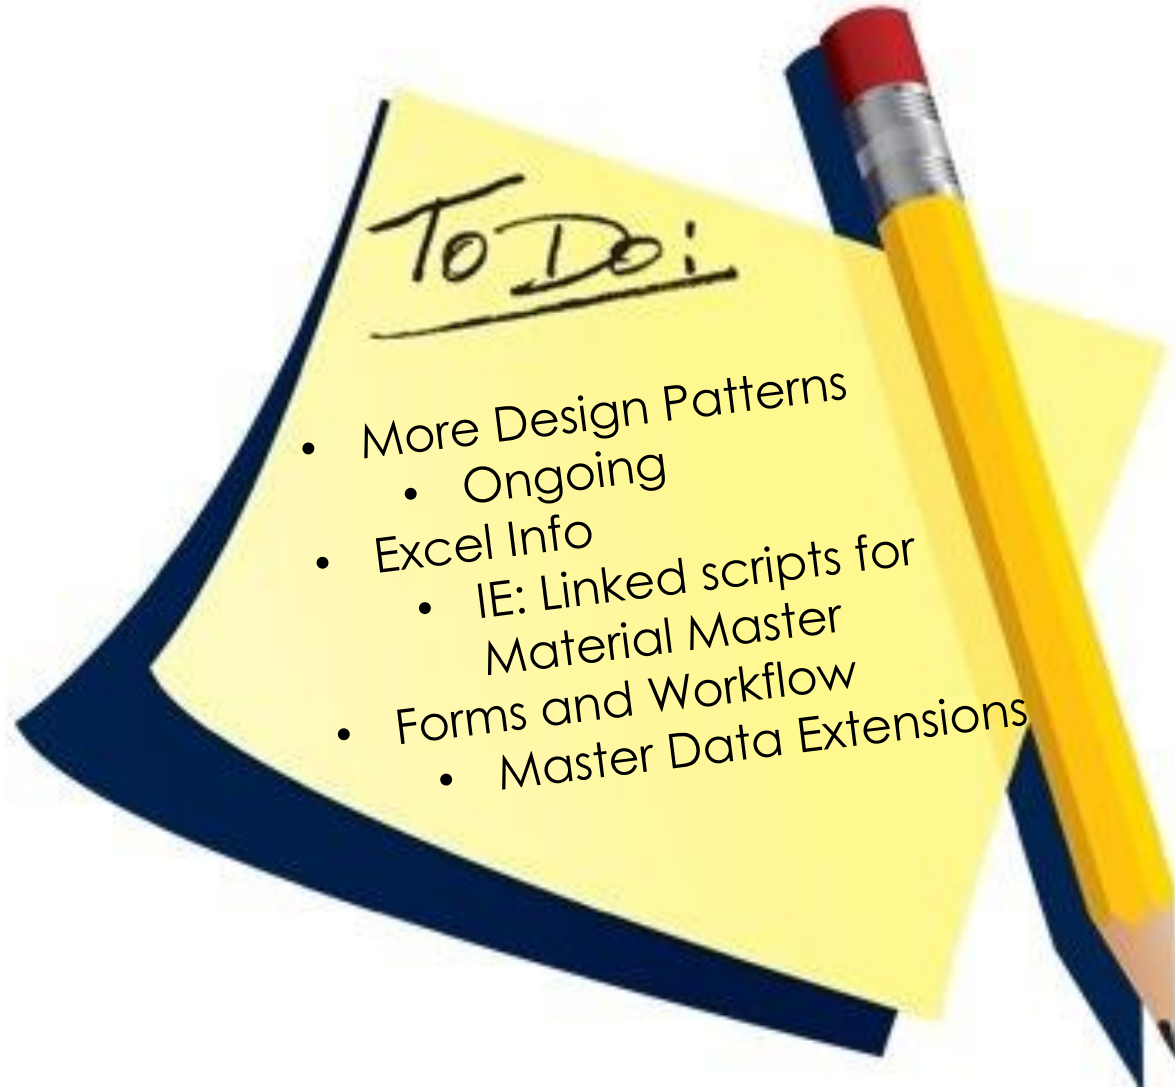 To Do:
• More Design Patterns
• Ongoing
• Excel Info
• IE: Linked scripts for
Material Master
• Forms and Workflow
• Master Data Extensions